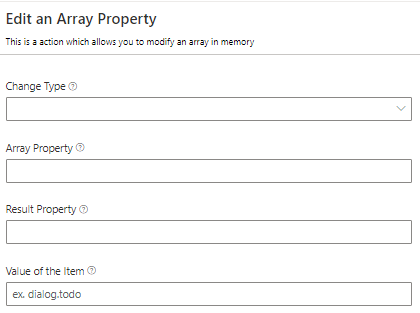 Edit an Array Property
This is a action which allows you to modify an array in memory
Change Type
Array Property
Result Property
Value of the Item
ex. dialog.todo